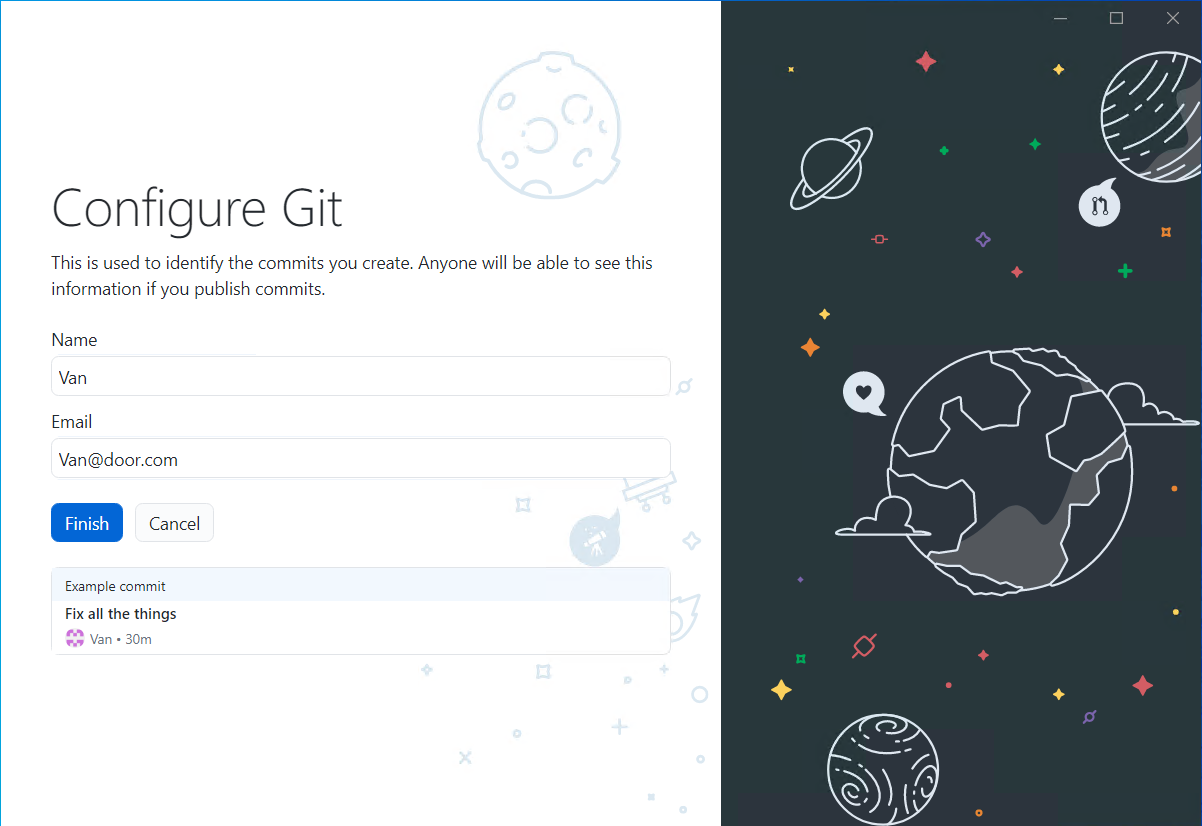 Configure Git
This is used to identify the commits you create. Anyone will be able to see this
information if you publish commits.
Name
Van
Email
Van@door.com
Finish Cancel
Example commit
Fix all the things
Van • 30m